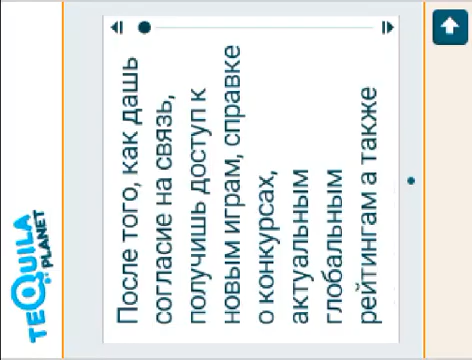 TEQUILA
PLANET
После того, как дашь
согласие на связь,
получишь доступ к
новым играм, справке
о конкурсах,
актуальным
глобальным
рейтингам а также